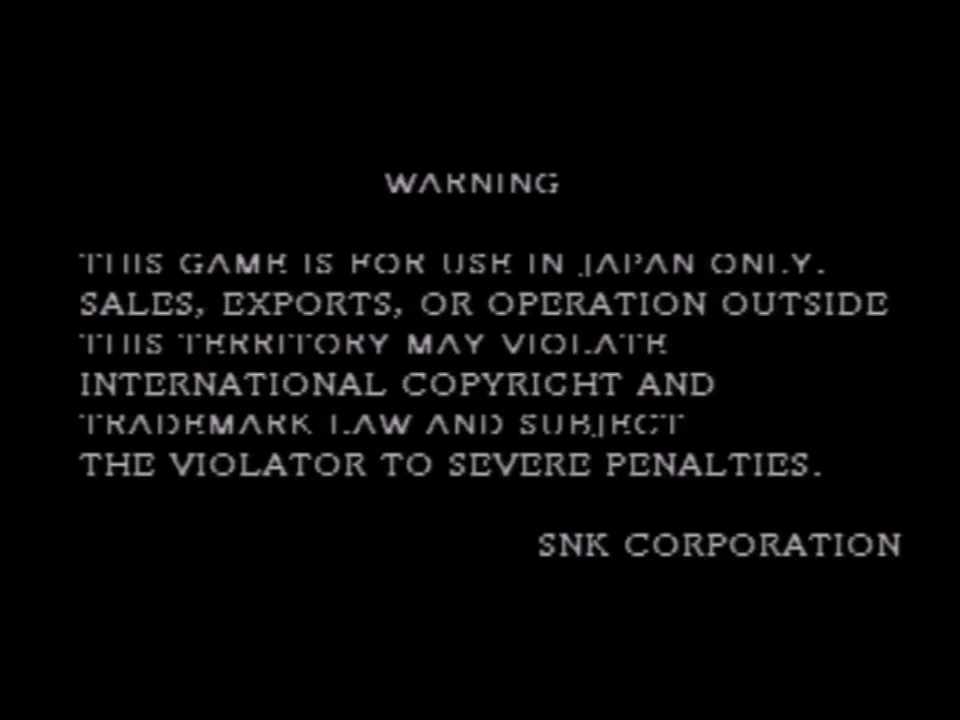 WARNING
THIS GAME IS FOR USE IN JAPAN ONLY.
SALES, EXPORTS, OR OPERATION OUTSIDE
THIS TERRITORY MAY VIOLATE
INTERNATIONAL COPYRIGHT AND
TRADEMARK LAW AND SUBJECT
THE VIOLATOR TO SEVERE PENALTIES.
SNK CORPORATION